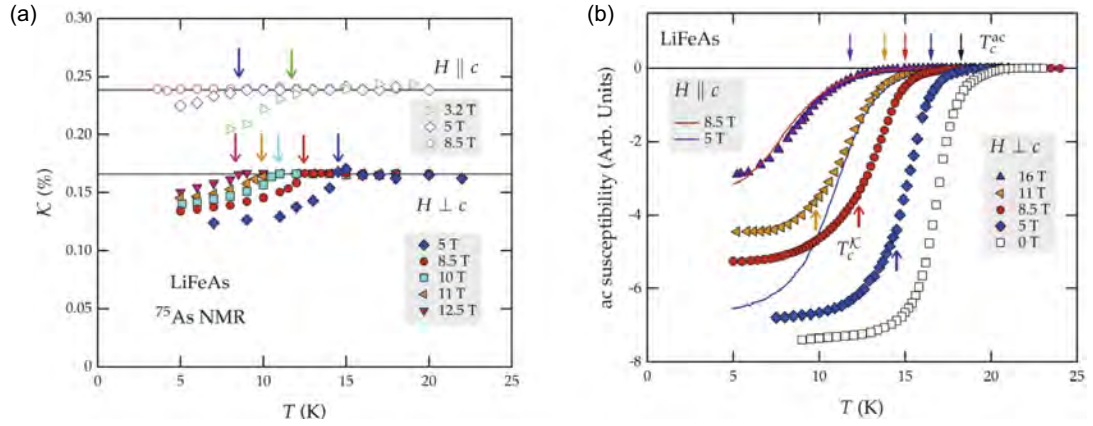 (a)
0.30
0.25
0.20
0.15
0.10
0.05
0
K (%)
H ∥ c
3.2 T
5 T
8.5 T
H ⊥ c
5 T
8.5 T
10 T
11 T
12.5 T
LiFeAs
⁷⁵As NMR
0 5 10 15 20 25
T (K)
(b)
LiFeAs
T_c^ac
0
-2
-4
-6
-8
ac susceptibility (Arb. Units)
H ∥ c
8.5 T
5 T
H ⊥ c
16 T
11 T
8.5 T
5 T
0 T
T_c^K
0 5 10 15 20 25
T (K)